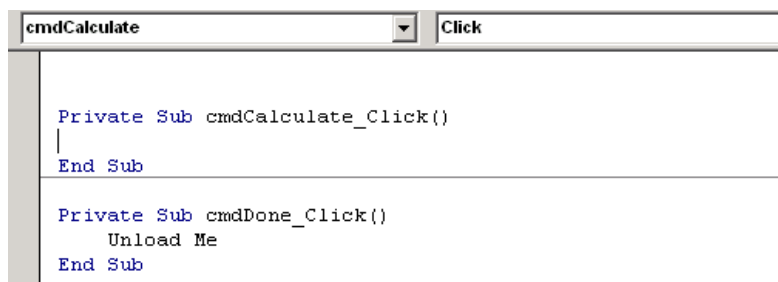 cmdCalculate Click
Private Sub cmdCalculate_Click()
End Sub
Private Sub cmdDone_Click()
Unload Me
End Sub